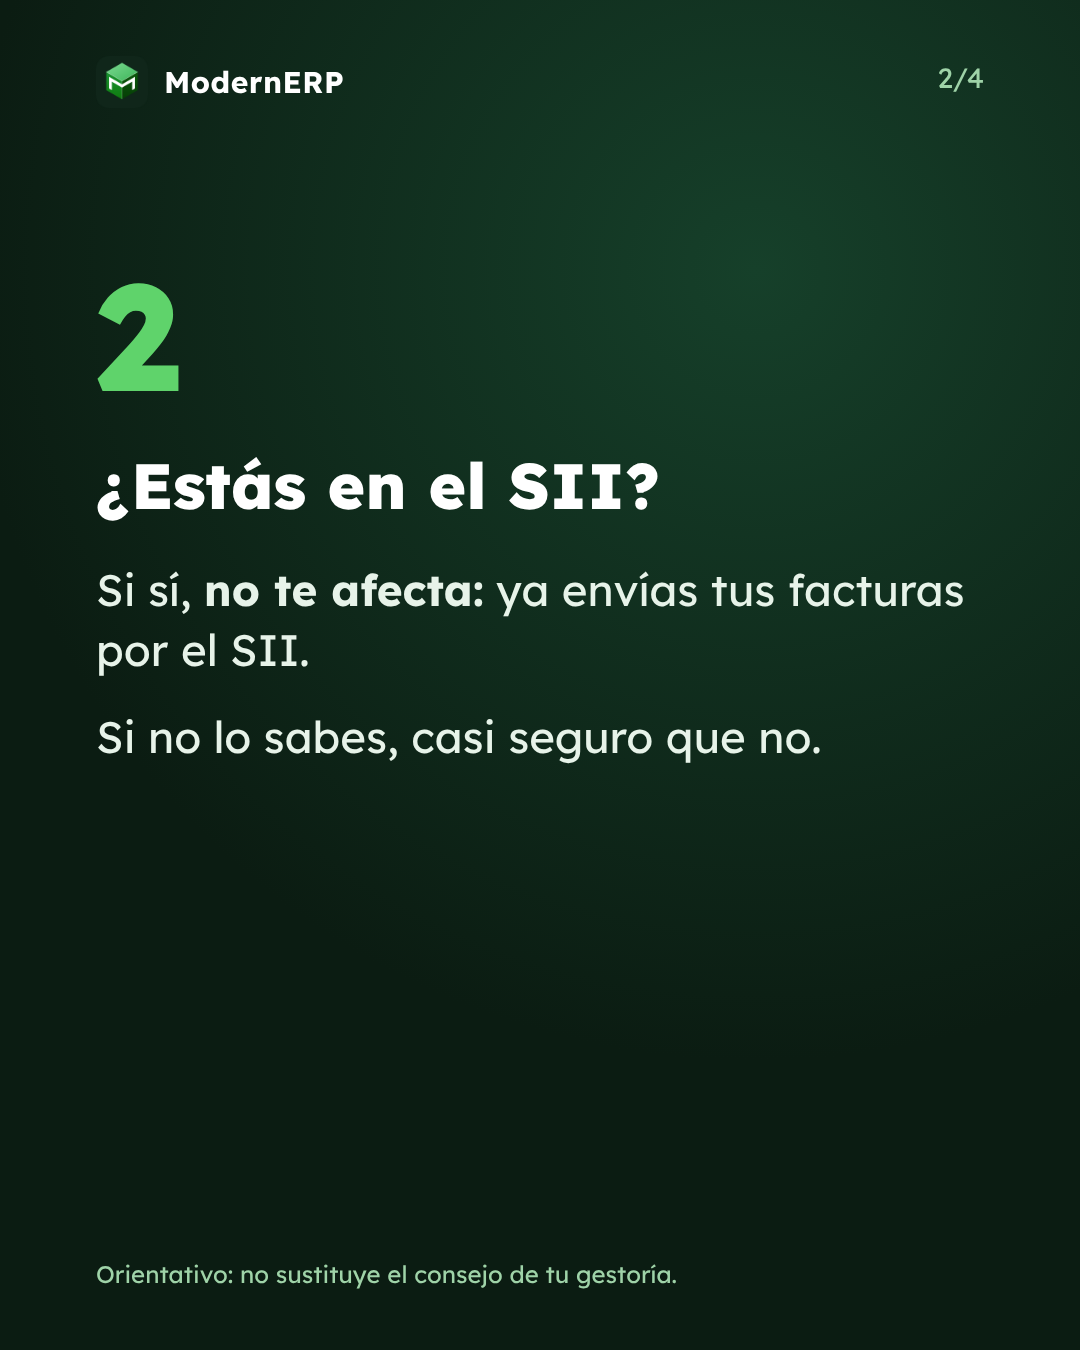 ModernERP
2/4
2
¿Estás en el SII?
Si sí, no te afecta: ya envías tus facturas
por el SII.
Si no lo sabes, casi seguro que no.
Orientativo: no sustituye el consejo de tu gestoría.